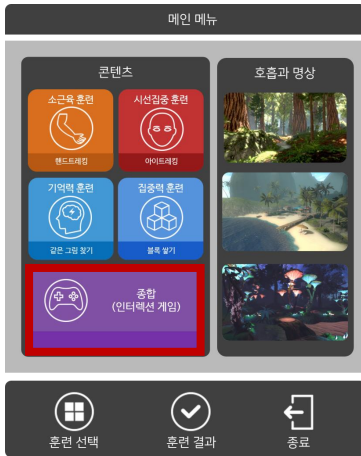 메인 메뉴
콘텐츠
소근육 훈련
핸드트레킹
시선집중 훈련
아이트레킹
기억력 훈련
같은 그림 찾기
집중력 훈련
블록 쌓기
종합
(인터렉션 게임)
호흡과 명상
훈련 선택
훈련 결과
종료